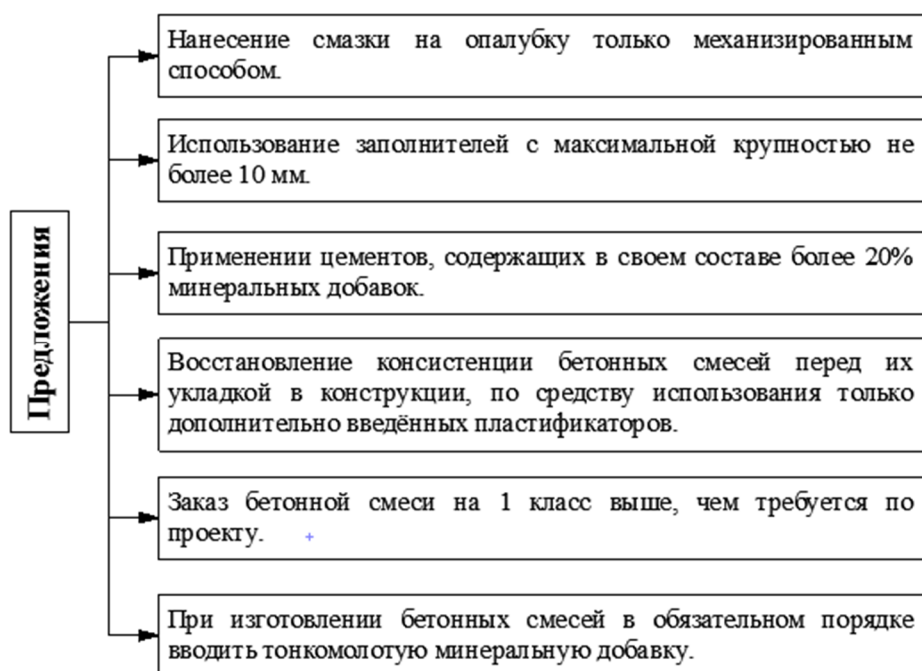 Предложения
Нанесение смазки на опалубку только механизированным
способом.
Использование заполнителей с максимальной крупностью не
более 10 мм.
Применении цементов, содержащих в своем составе более 20%
минеральных добавок.
Восстановление консистенции бетонных смесей перед их
укладкой в конструкции, по средству использования только
дополнительно введённых пластификаторов.
Заказ бетонной смеси на 1 класс выше, чем требуется по
проекту.
При изготовлении бетонных смесей в обязательном порядке
вводить тонкомолотую минеральную добавку.